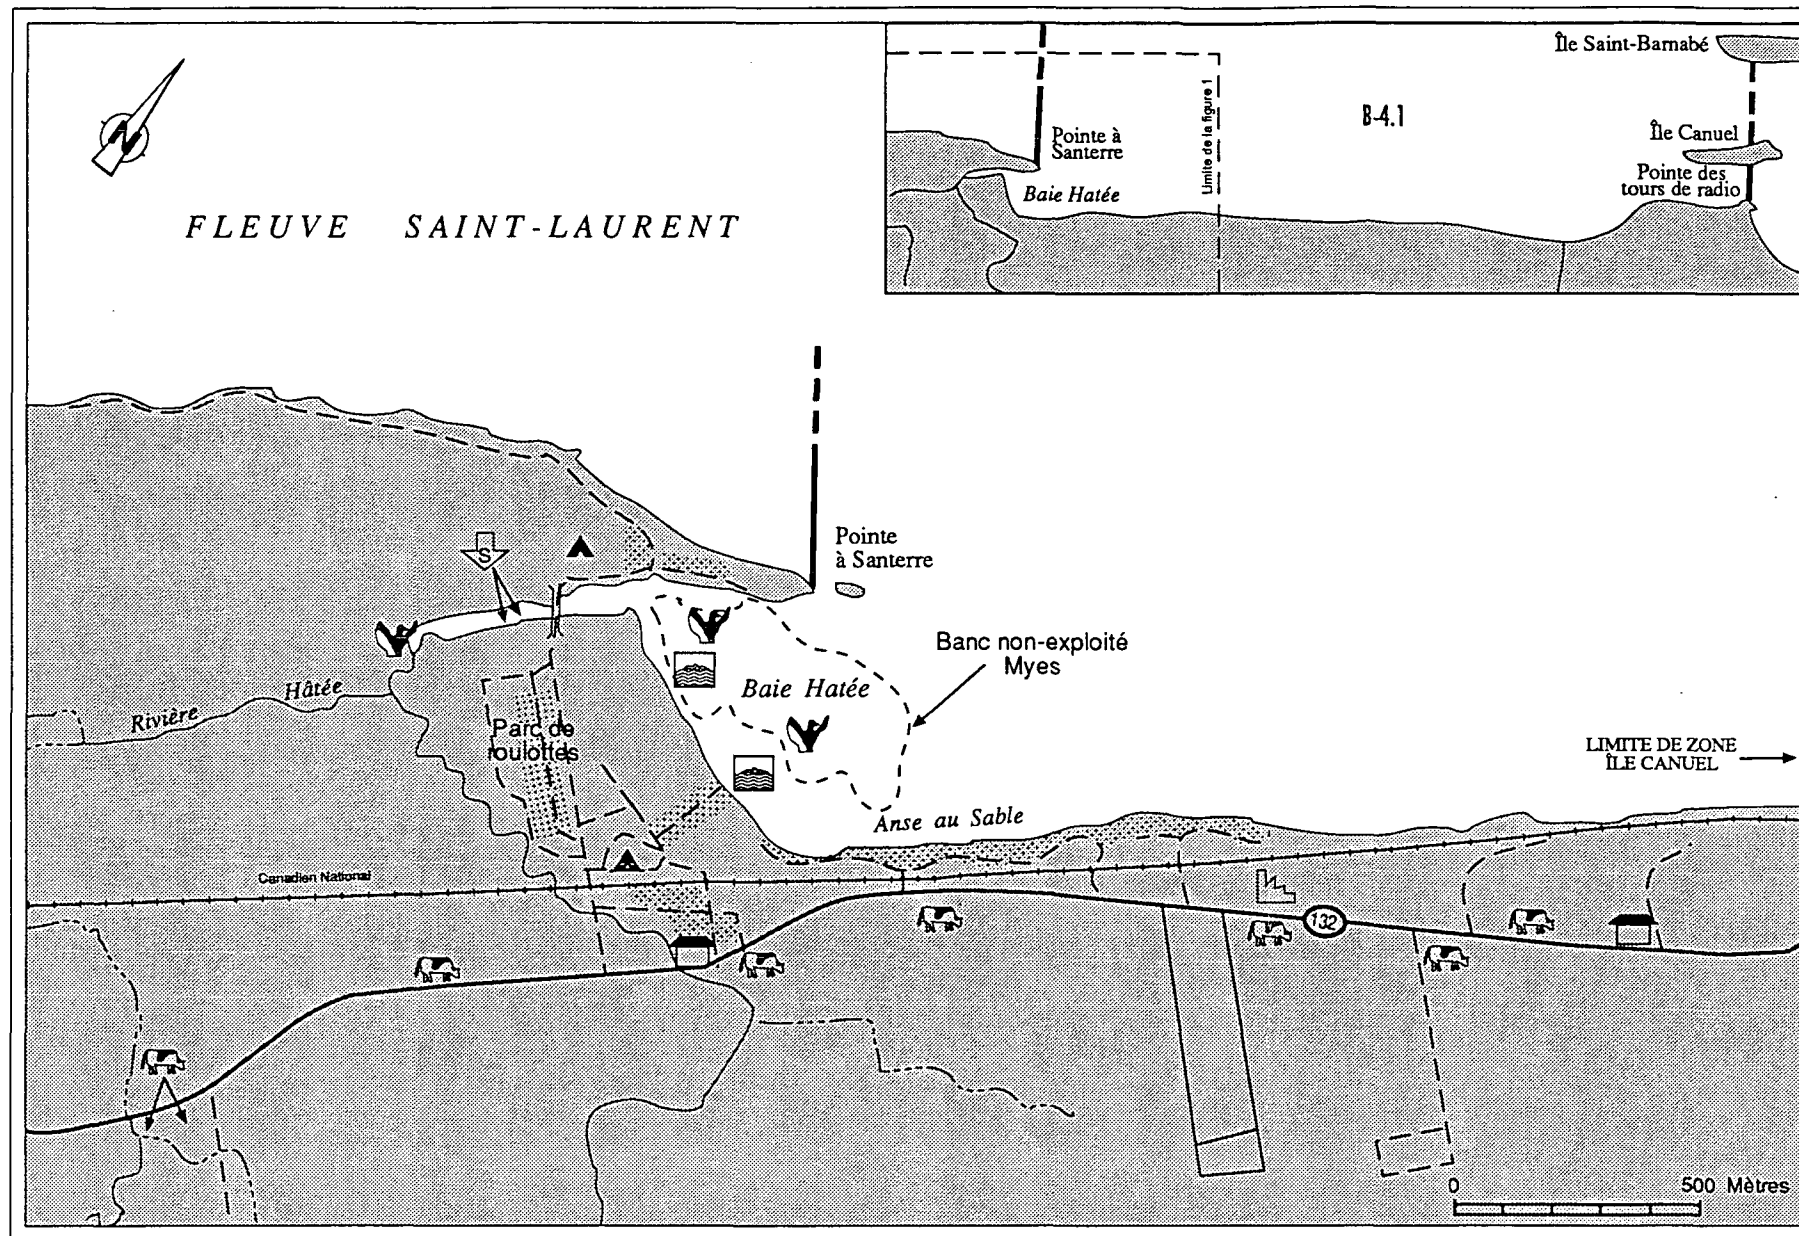 N
FLEUVE SAINT-LAURENT
Île Saint-Barnabé
Limite de la figure 1
B-4.1
Île Canuel
Pointe à
Santerre
Pointe des
tours de radio
Baie Hatée
Pointe
à Santerre
S
Banc non-exploité
Myes
Baie Hatée
Rivière Hâtée
Parc de
roulottes
LIMITE DE ZONE
ÎLE CANUEL
Anse au Sable
Canadien National
132
0 500 Mètres